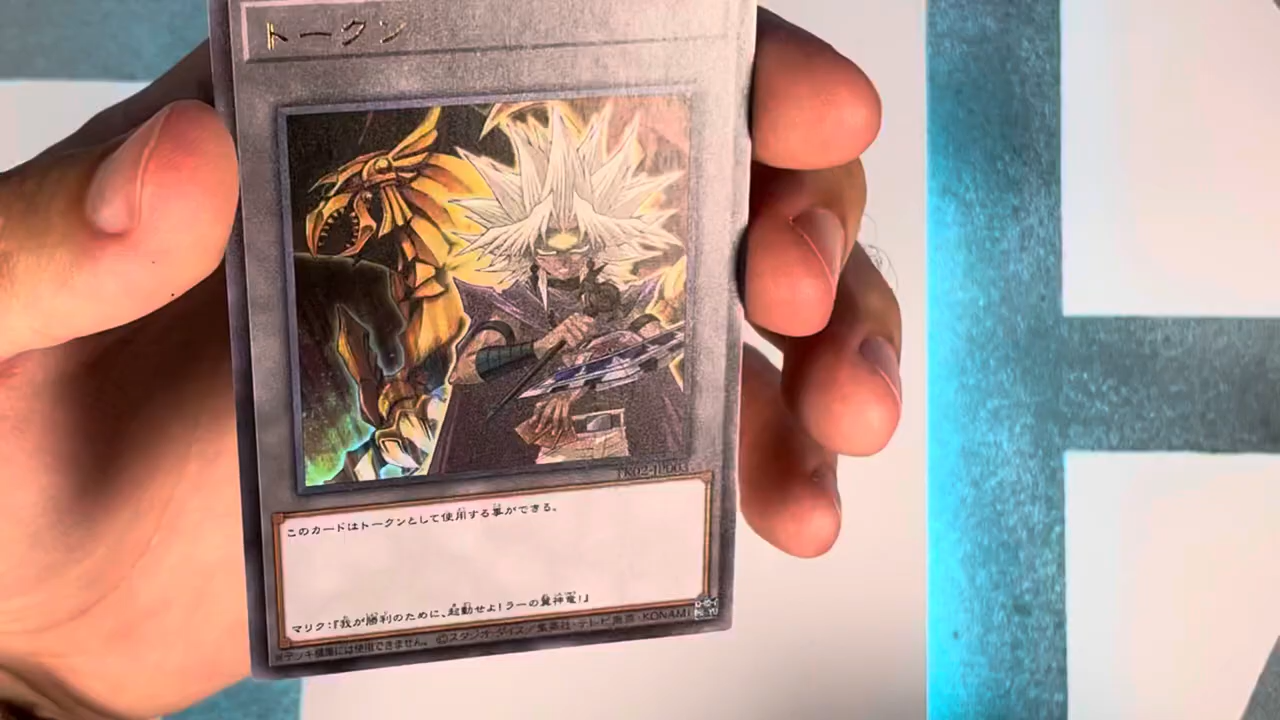 トークン
TK02-JP003
このカードはトークンとして使用する事ができる。
マリク:『我が勝利のために、起動せよ!ラーの翼神竜!』
※デッキ構築には使用できません。 ©スタジオ・ダイス/集英社・テレビ東京・KONAMI